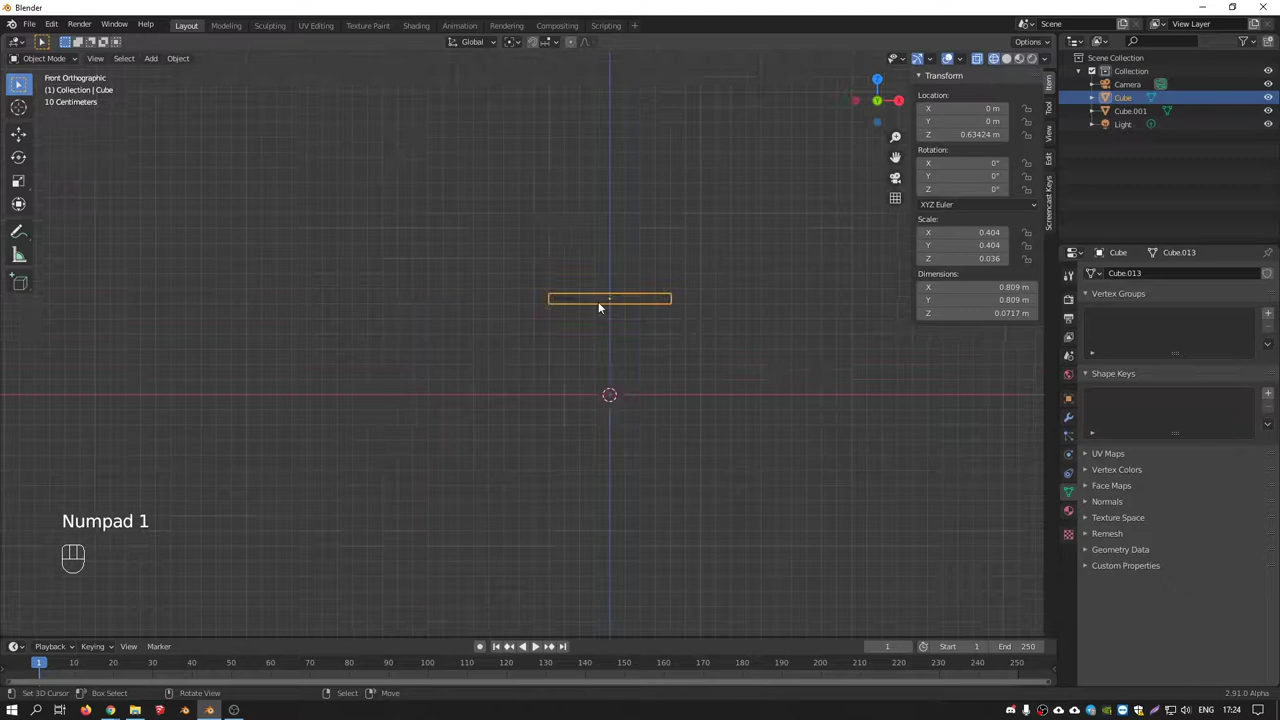 Blender
File Edit Render Window Help Layout Modeling Sculpting UV Editing Texture Paint Shading Animation Rendering Compositing Scripting + Scene View Layer
Global Options
Object Mode View Select Add Object
Front Orthographic
(1) Collection | Cube
10 Centimeters
Transform
Location:
X 0 m
Y 0 m
Z 0.63424 m
Rotation:
X 0°
Y 0°
Z 0°
XYZ Euler
Scale:
X 0.404
Y 0.404
Z 0.036
Dimensions:
X 0.809 m
Y 0.809 m
Z 0.0717 m
Item
Tool
View
Edit
Screencast Keys
Z
X
Y
Scene Collection
Collection
Camera
Cube
Cube.001
Light
Cube Cube.013
Cube.013
Vertex Groups
Shape Keys
UV Maps
Vertex Colors
Face Maps
Normals
Texture Space
Remesh
Geometry Data
Custom Properties
Numpad 1
Playback Keying View Marker 1 Start 1 End 250
1 10 20 30 40 50 60 70 80 90 100 110 120 130 140 150 160 170 180 190 200 210 220 230 240 250
Set 3D Cursor Box Select Rotate View Select Move 2.91.0 Alpha
ENG 17:24